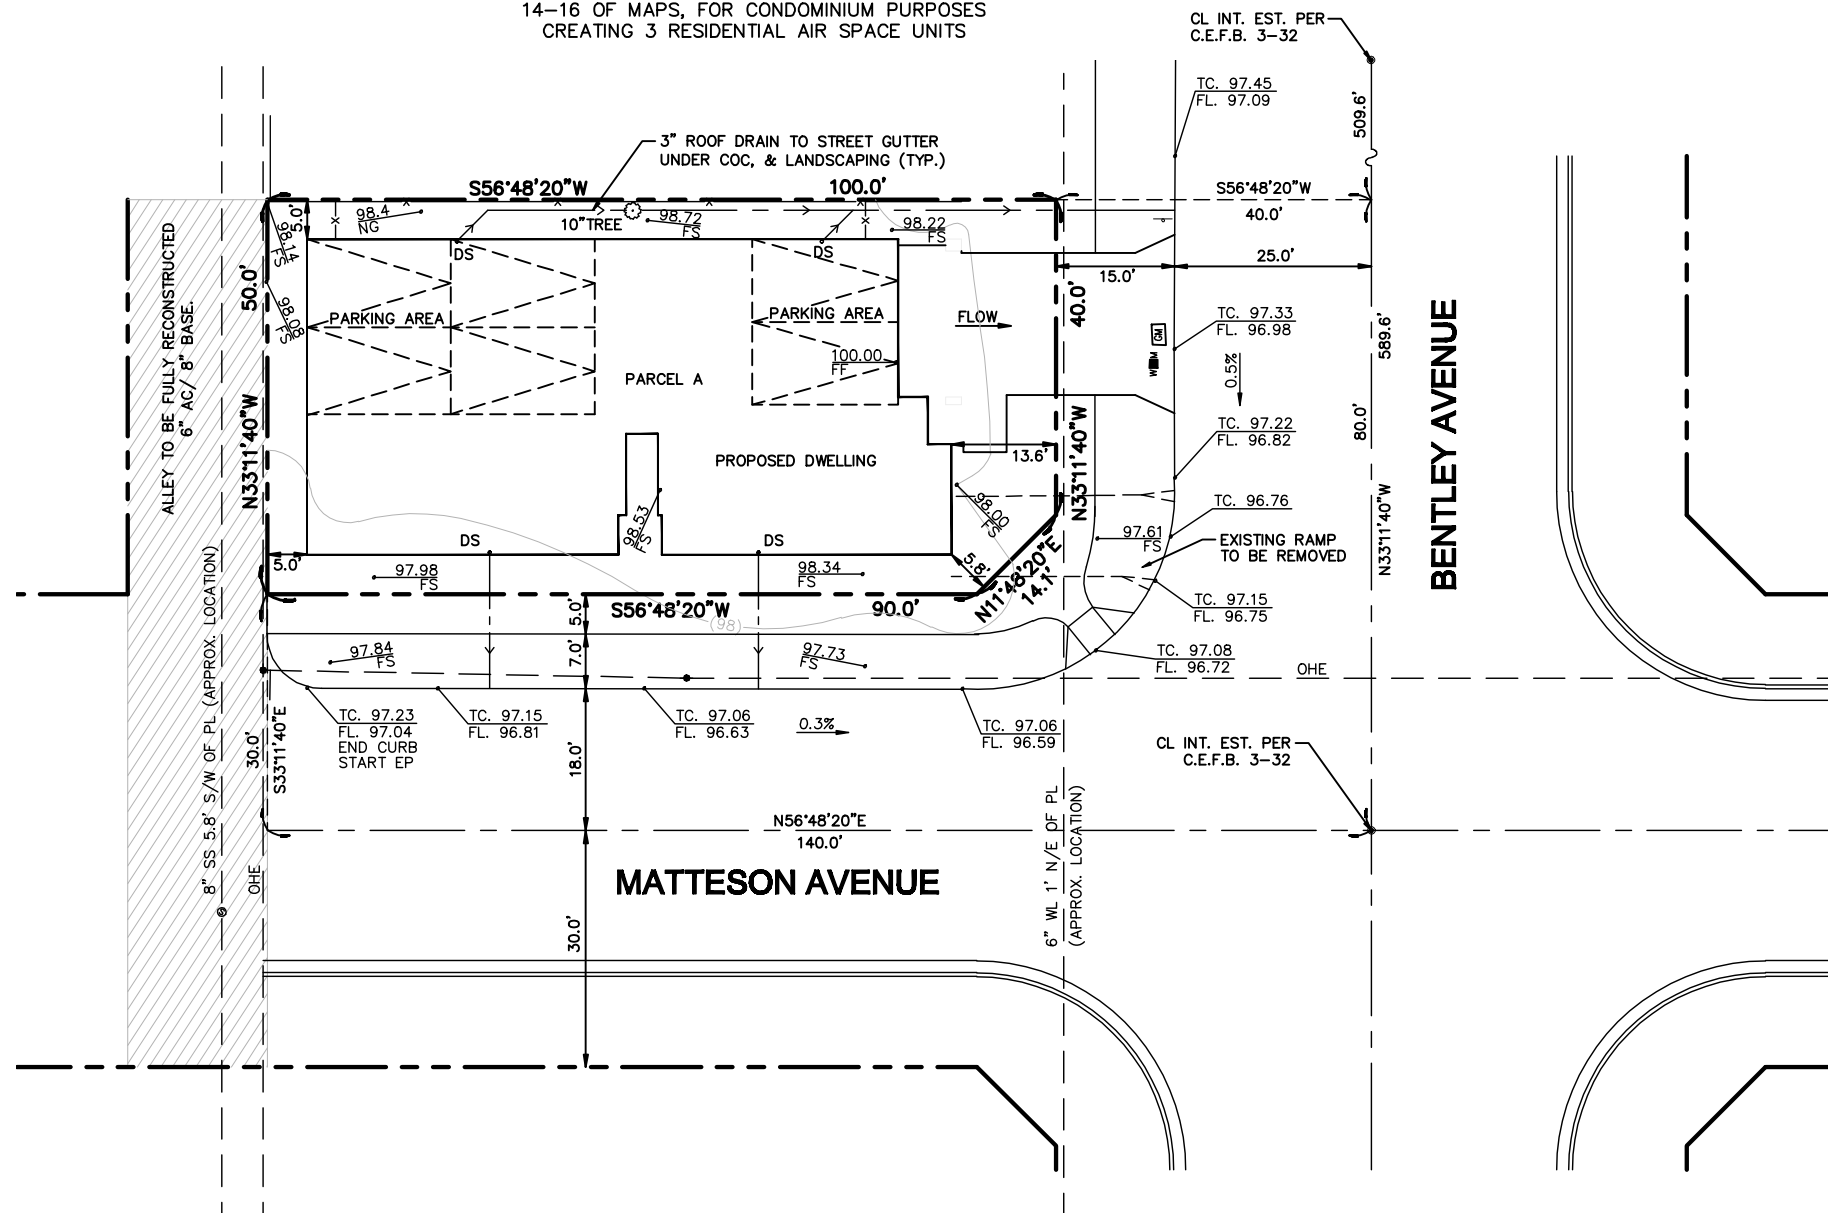 14-16 OF MAPS, FOR CONDOMINIUM PURPOSES
CREATING 3 RESIDENTIAL AIR SPACE UNITS
CL INT. EST. PER
C.E.F.B. 3-32
TC. 97.45
FL. 97.09
509.6'
3" ROOF DRAIN TO STREET GUTTER
UNDER COC, & LANDSCAPING (TYP.)
S56°48'20"W
100.0'
S56°48'20"W
40.0'
5.0'
98.4
NG
10"TREE
98.72
FS
98.22
FS
98.14
FS
DS
DS
15.0'
25.0'
ALLEY TO BE FULLY RECONSTRUCTED
6" AC/ 8" BASE.
50.0'
98.08
FS
PARKING AREA
PARKING AREA
FLOW
40.0'
TC. 97.33
FL. 96.98
589.6'
GM
WM
0.5%
100.00
FF
PARCEL A
BENTLEY AVENUE
N33°11'40"W
PROPOSED DWELLING
13.6'
N33°11'40"W
TC. 97.22
FL. 96.82
80.0'
TC. 96.76
98.53
FS
98.00
FS
97.61
FS
EXISTING RAMP
TO BE REMOVED
N33°11'40"W
DS
DS
5.0'
97.98
FS
98.34
FS
5.8'
N11°48'20"E
14.1'
S56°48'20"W
90.0'
5.0'
(98)
TC. 97.15
FL. 96.75
8" SS 5.8' S/W OF PL (APPROX. LOCATION)
97.84
FS
7.0'
97.73
FS
TC. 97.08
FL. 96.72
OHE
TC. 97.23
FL. 97.04
END CURB
START EP
TC. 97.15
FL. 96.81
TC. 97.06
FL. 96.63
0.3%
TC. 97.06
FL. 96.59
30.0'
S33°11'40"E
18.0'
CL INT. EST. PER
C.E.F.B. 3-32
N56°48'20"E
140.0'
6" WL 1' N/E OF PL
(APPROX. LOCATION)
OHE
MATTESON AVENUE
30.0'